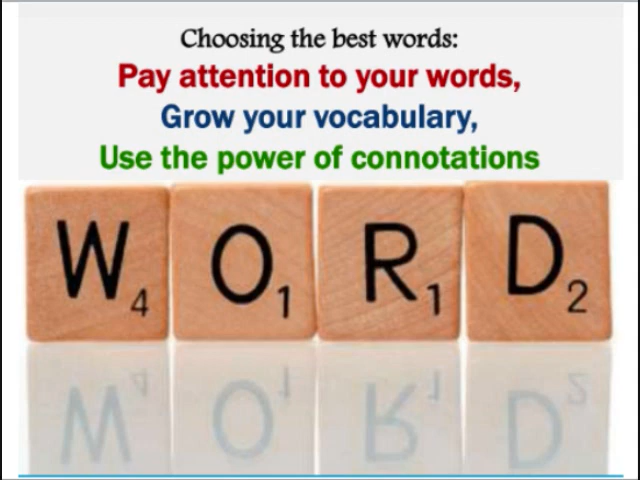 Choosing the best words:
Pay attention to your words,
Grow your vocabulary,
Use the power of connotations
W4 O1 R1 D2